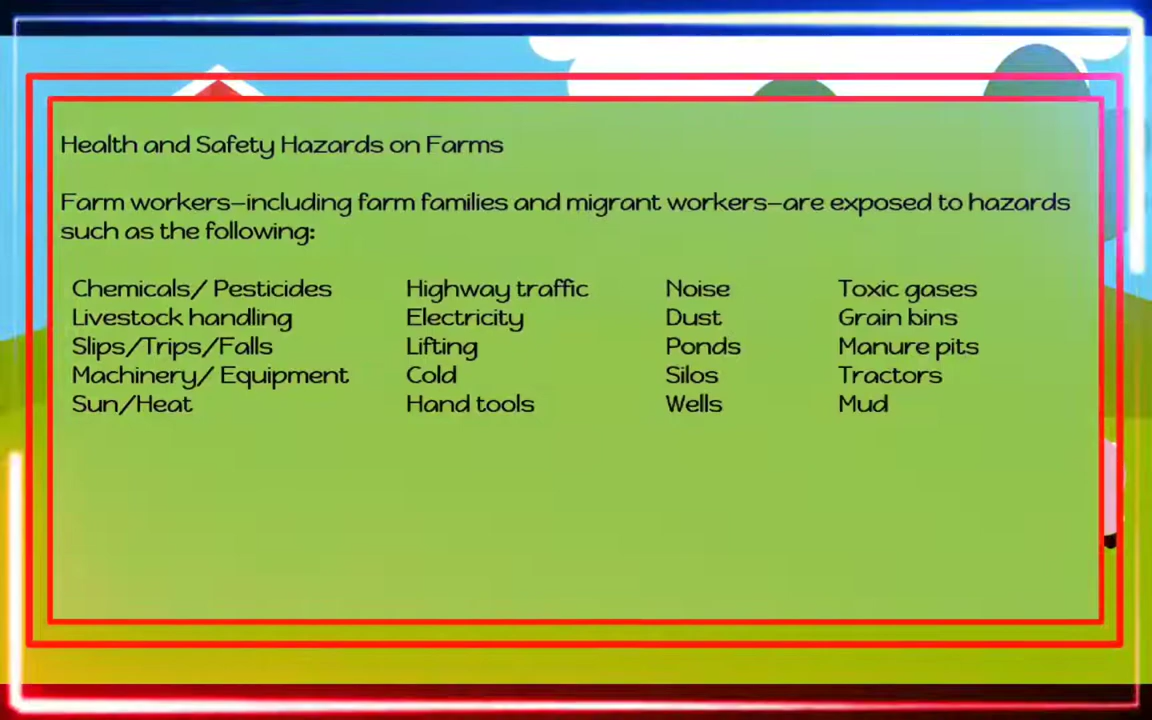 Health and Safety Hazards on Farms
Farm workers—including farm families and migrant workers—are exposed to hazards
such as the following:
Chemicals/ Pesticides Highway traffic Noise Toxic gases
Livestock handling Electricity Dust Grain bins
Slips/Trips/Falls Lifting Ponds Manure pits
Machinery/ Equipment Cold Silos Tractors
Sun/Heat Hand tools Wells Mud